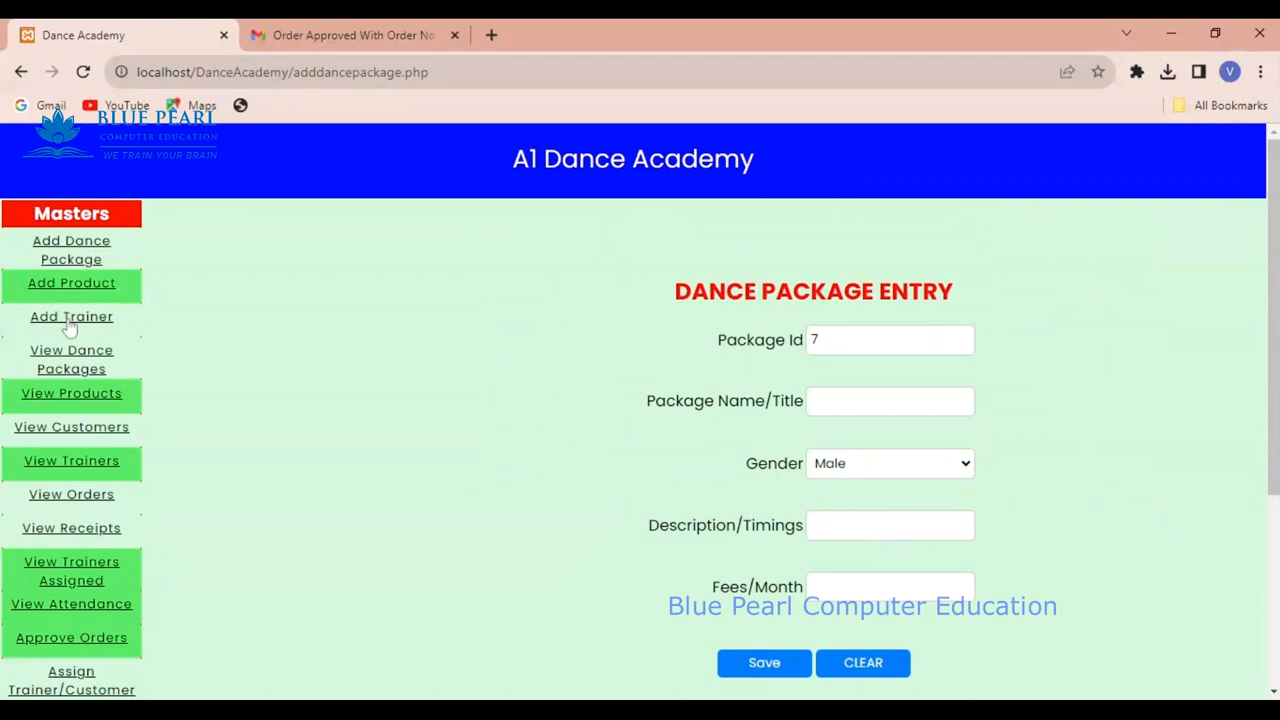 Dance Academy
Order Approved With Order No
localhost/DanceAcademy/adddancepackage.php
V
Gmail
YouTube
Maps
All Bookmarks
BLUE PEARL
COMPUTER EDUCATION
WE TRAIN YOUR BRAIN
A1 Dance Academy
Masters
Add Dance
Package
Add Product
Add Trainer
View Dance
Packages
View Products
View Customers
View Trainers
View Orders
View Receipts
View Trainers
Assigned
View Attendance
Approve Orders
Assign
Trainer/Customer
DANCE PACKAGE ENTRY
Package Id 7
Package Name/Title
Gender Male
Description/Timings
Fees/Month
Blue Pearl Computer Education
Save CLEAR